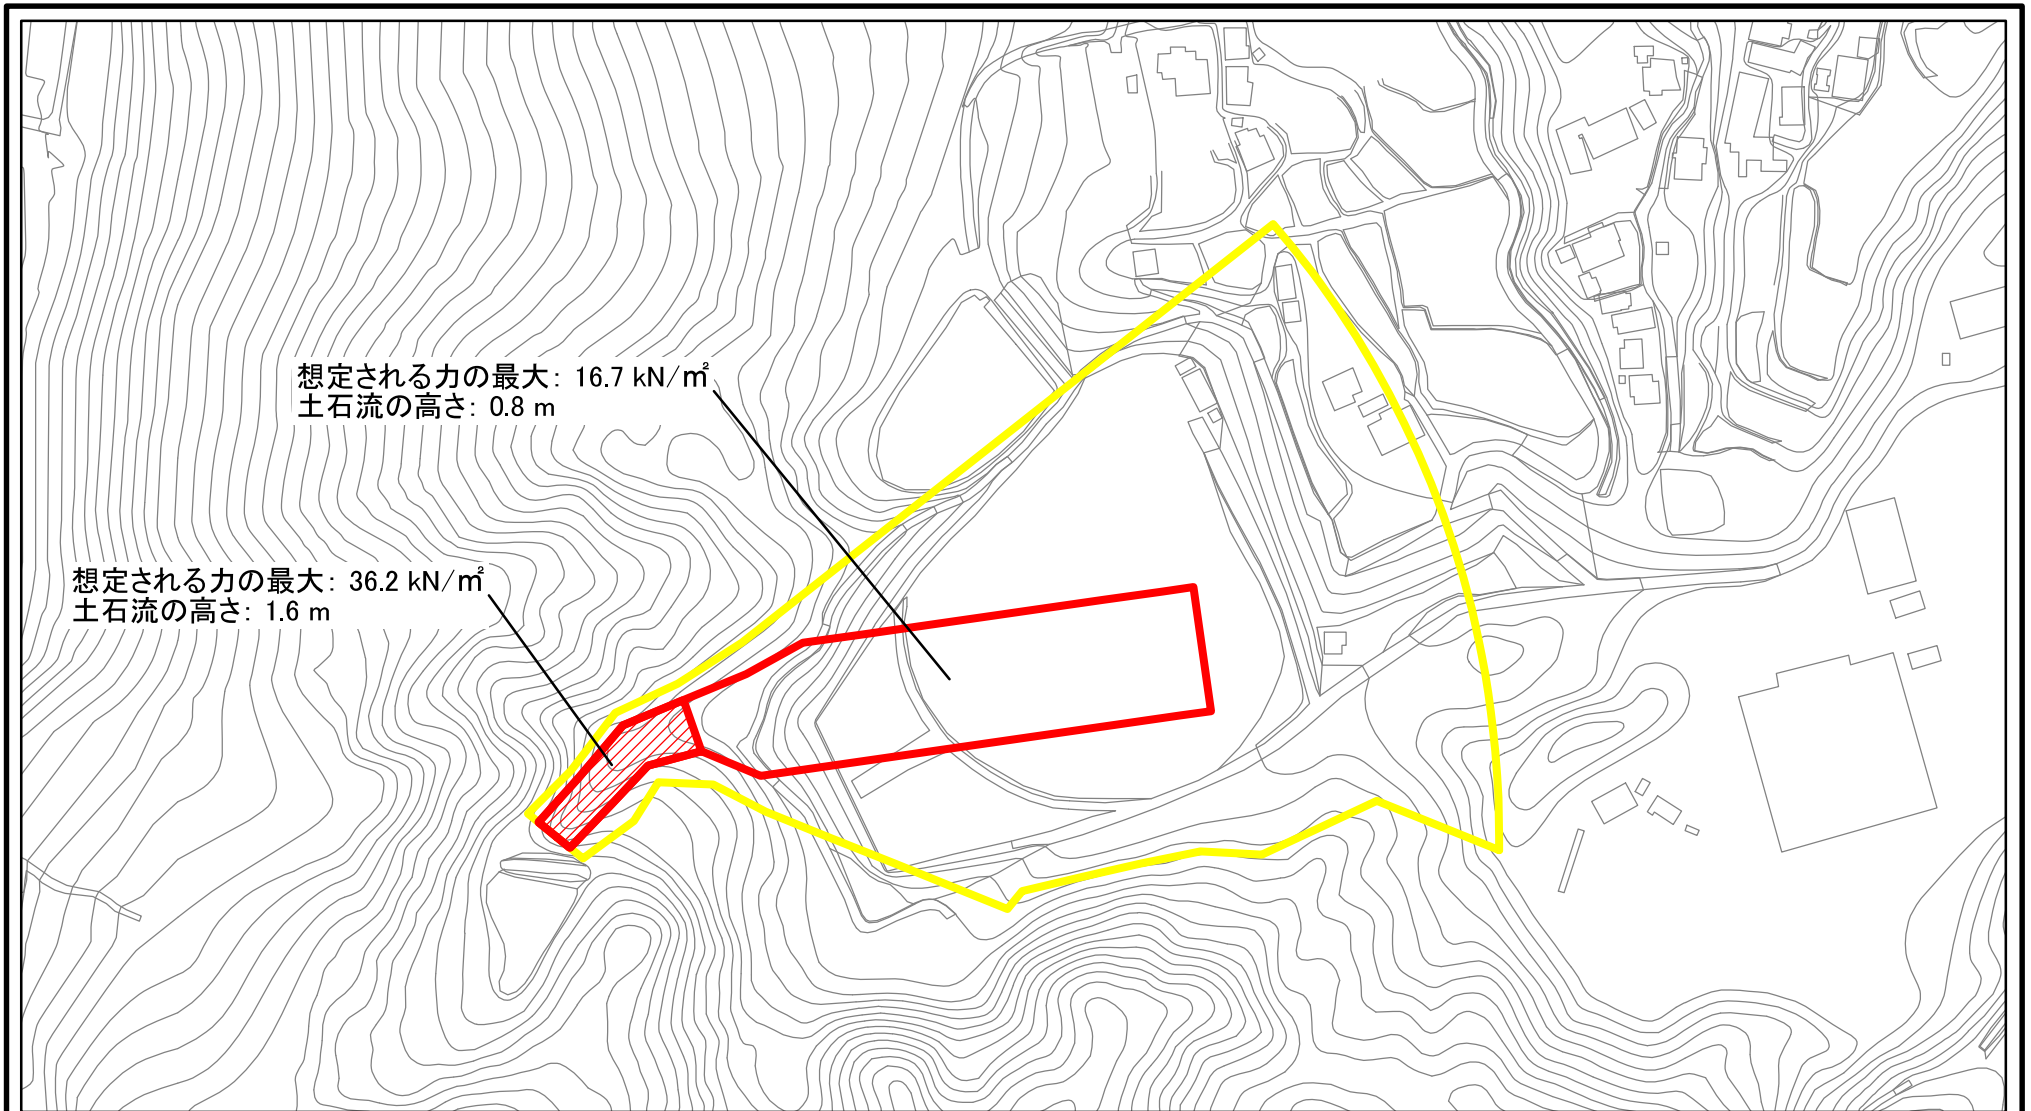 想定される力の最大: 16.7 kN/㎡
土石流の高さ: 0.8 m
想定される力の最大: 36.2 kN/㎡
土石流の高さ: 1.6 m